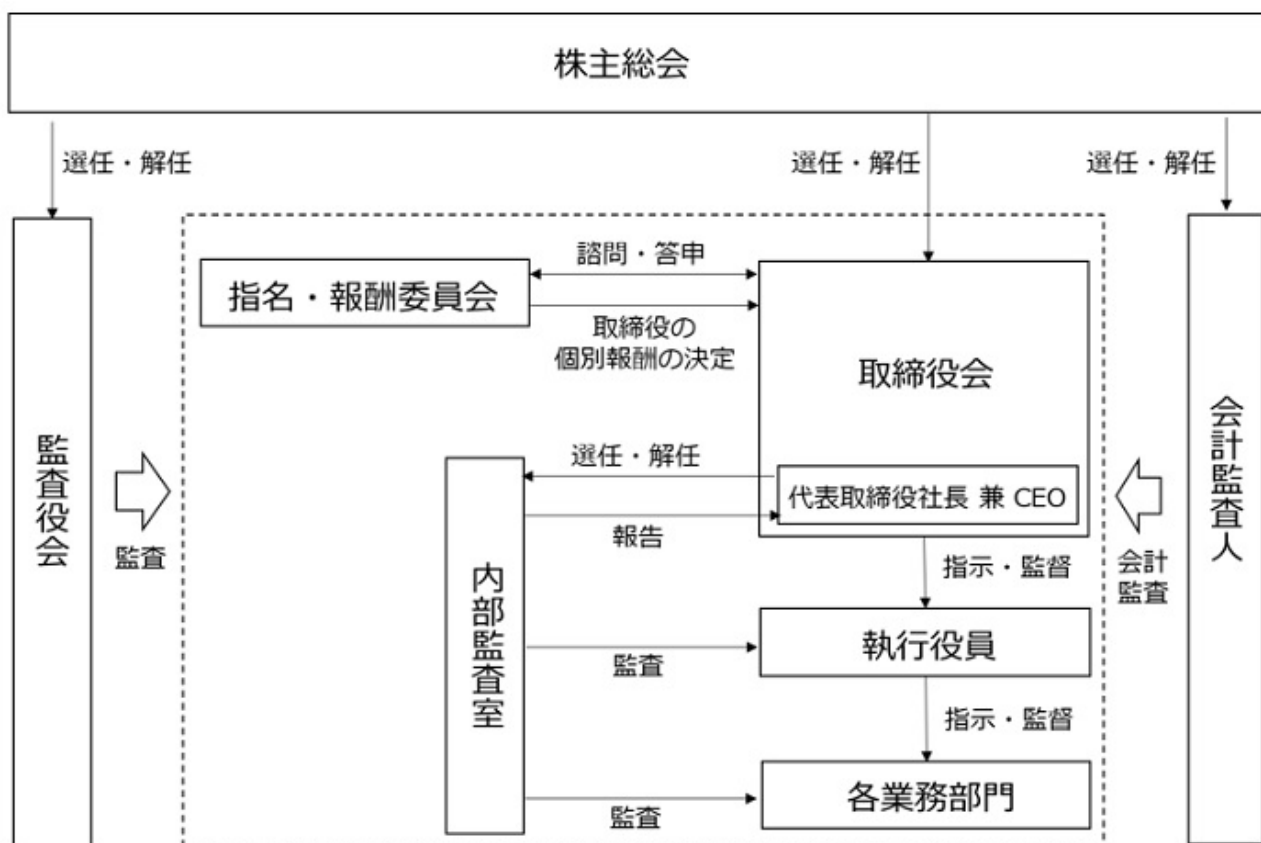 株主総会
選任・解任
選任・解任
選任・解任
監査役会
監査
指名・報酬委員会
諮問・答申
取締役の
個別報酬の決定
取締役会
代表取締役社長 兼 CEO
選任・解任
報告
内部監査室
指示・監督
執行役員
監査
指示・監督
各業務部門
監査
会計
監査
会計監査人